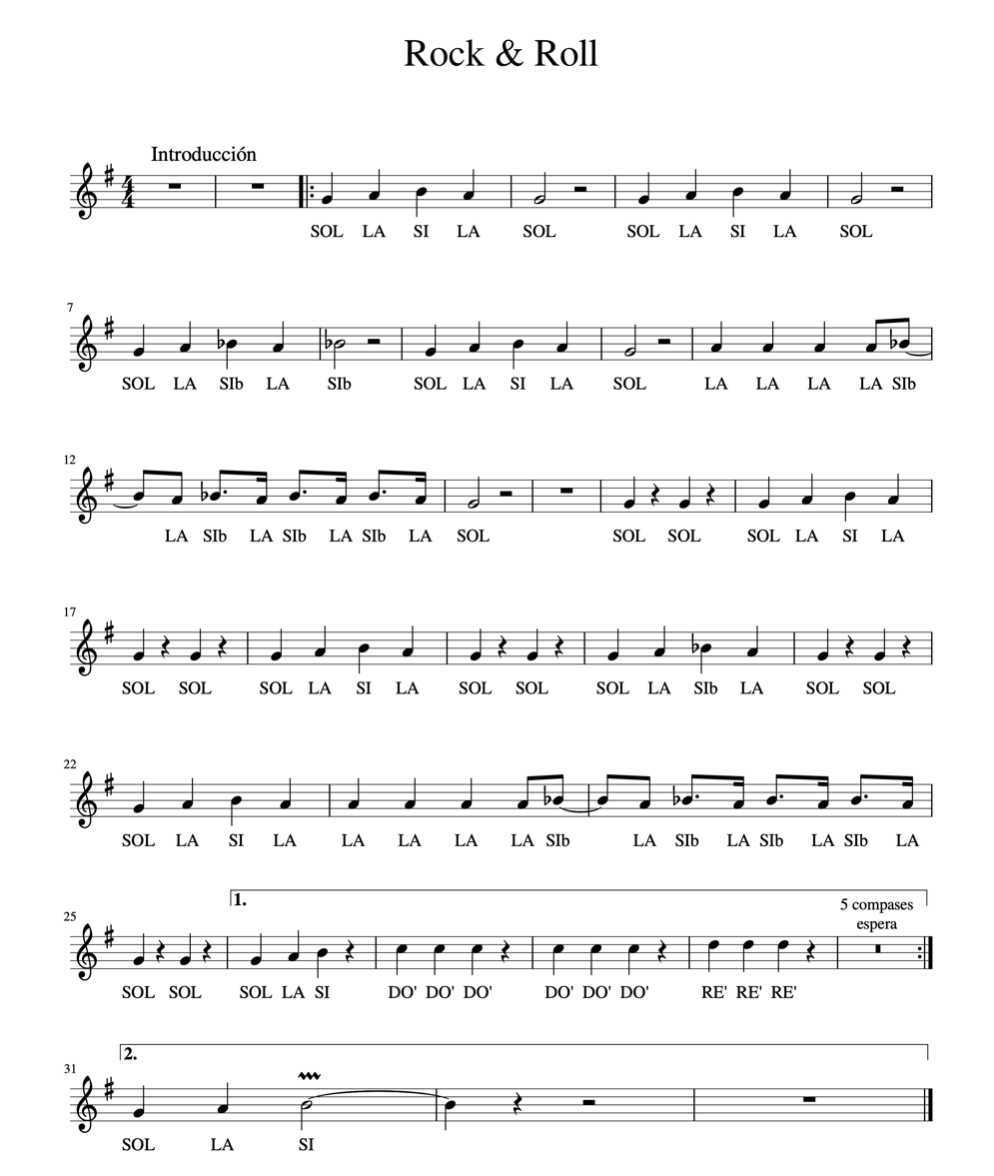 Rock & Roll
Introducción
4
4
SOL LA SI LA SOL SOL LA SI LA SOL
7
SOL LA SIb LA SIb SOL LA SI LA SOL LA LA LA LA SIb
12
LA SIb LA SIb LA SIb LA SOL SOL SOL SOL LA SI LA
17
SOL SOL SOL LA SI LA SOL SOL SOL LA SIb LA SOL SOL
22
SOL LA SI LA LA LA LA LA SIb LA SIb LA SIb LA SIb LA
1.
5 compases
espera
25
SOL SOL SOL LA SI DO' DO' DO' DO' DO' DO' RE' RE' RE'
2.
31
SOL LA SI